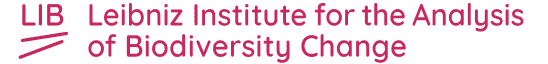 LIB Leibniz Institute for the Analysis
of Biodiversity Change